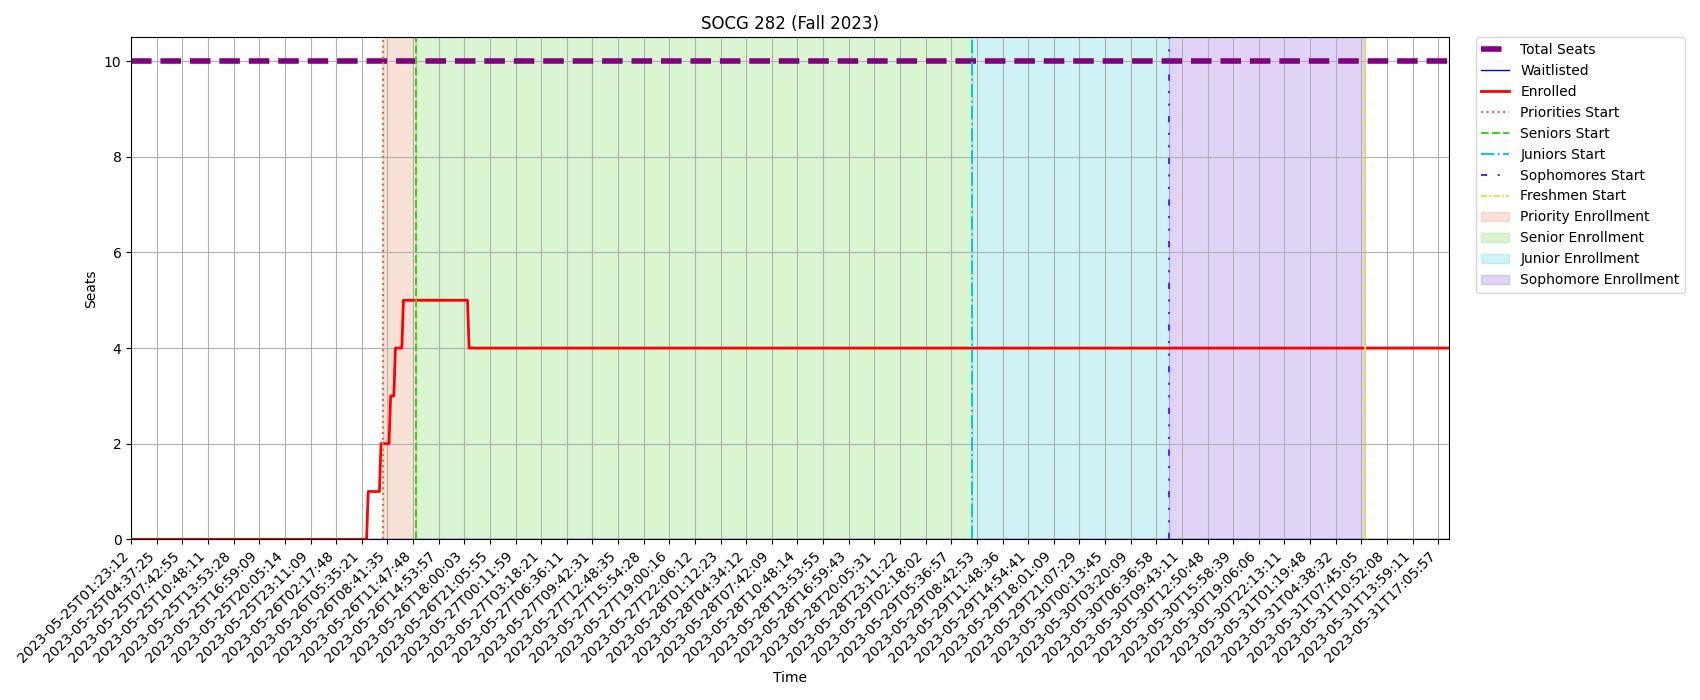 SOCG 282 (Fall 2023)
10
8
6
4
2
0
Seats
2023-05-25T01:23:12
2023-05-25T04:37:25
2023-05-25T07:42:55
2023-05-25T10:48:11
2023-05-25T13:53:28
2023-05-25T16:59:09
2023-05-25T20:05:14
2023-05-25T23:11:09
2023-05-26T02:17:48
2023-05-26T05:35:21
2023-05-26T08:41:35
2023-05-26T11:47:48
2023-05-26T14:53:57
2023-05-26T18:00:03
2023-05-26T21:05:55
2023-05-27T00:11:59
2023-05-27T03:18:21
2023-05-27T06:36:11
2023-05-27T09:42:31
2023-05-27T12:48:35
2023-05-27T15:54:28
2023-05-27T19:00:16
2023-05-27T22:06:12
2023-05-28T01:12:23
2023-05-28T04:34:12
2023-05-28T07:42:09
2023-05-28T10:48:14
2023-05-28T13:53:55
2023-05-28T16:59:43
2023-05-28T20:05:31
2023-05-28T23:11:22
2023-05-29T02:18:02
2023-05-29T05:36:57
2023-05-29T08:42:53
2023-05-29T11:48:36
2023-05-29T14:54:41
2023-05-29T18:01:09
2023-05-29T21:07:29
2023-05-30T00:13:45
2023-05-30T03:20:09
2023-05-30T06:36:58
2023-05-30T09:43:11
2023-05-30T12:50:48
2023-05-30T15:58:39
2023-05-30T19:06:06
2023-05-30T22:13:11
2023-05-31T01:19:48
2023-05-31T04:38:32
2023-05-31T07:45:05
2023-05-31T10:52:08
2023-05-31T13:59:11
2023-05-31T17:05:57
Time
Total Seats
Waitlisted
Enrolled
Priorities Start
Seniors Start
Juniors Start
Sophomores Start
Freshmen Start
Priority Enrollment
Senior Enrollment
Junior Enrollment
Sophomore Enrollment